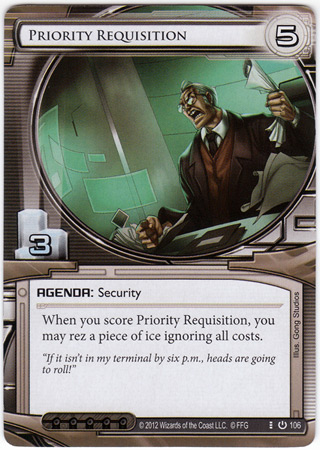 PRIORITY REQUISITION
5
3
AGENDA: Security
When you score Priority Requisition, you
may rez a piece of ice ignoring all costs.
"If it isn't in my terminal by six p.m., heads are going
to roll!"
Illus. Gong Studios
© 2012 Wizards of the Coast LLC. © FFG
106